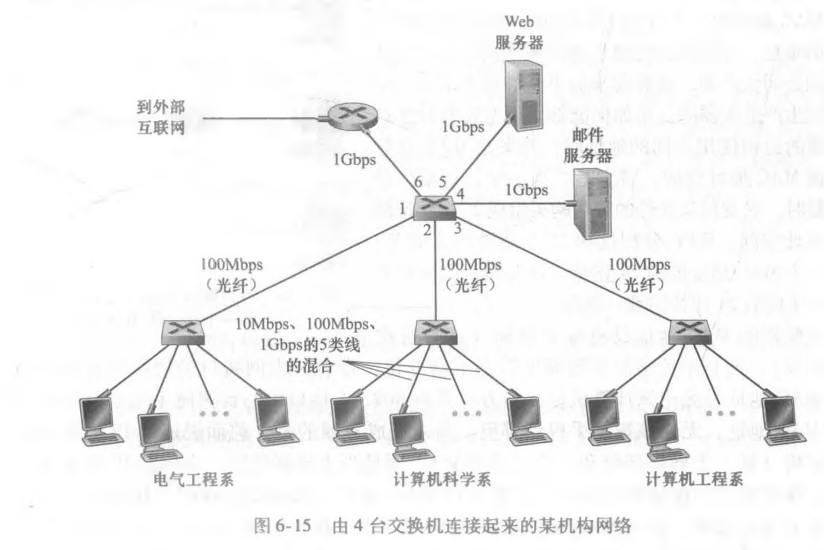 Web
服务器
到外部
互联网
1Gbps
邮件
服务器
1Gbps
1Gbps
6
5
4
1
2
3
100Mbps
（光纤）
100Mbps
（光纤）
100Mbps
（光纤）
10Mbps、100Mbps、
1Gbps的5类线
的混合
电气工程系
计算机科学系
计算机工程系
图 6-15 由 4 台交换机连接起来的某机构网络